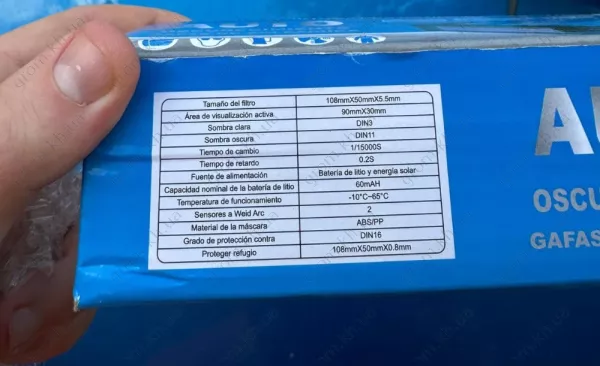 AUTO
Tamaño del filtro 108mmX50mmX5.5mm
Área de visualización activa 90mmX30mm
Sombra clara DIN3
Sombra oscura DIN11
Tiempo de cambio 1/15000S
Tiempo de retardo 0.2S
Fuente de alimentación Batería de litio y energía solar
Capacidad nominal de la batería de litio 60mAH
Temperatura de funcionamiento -10°C~65°C
Sensores a Weid Arc 2
Material de la máscara ABS/PP
Grado de protección contra DIN16
Proteger refugio 108mmX50mmX0.8mm
OSCU
GAFAS